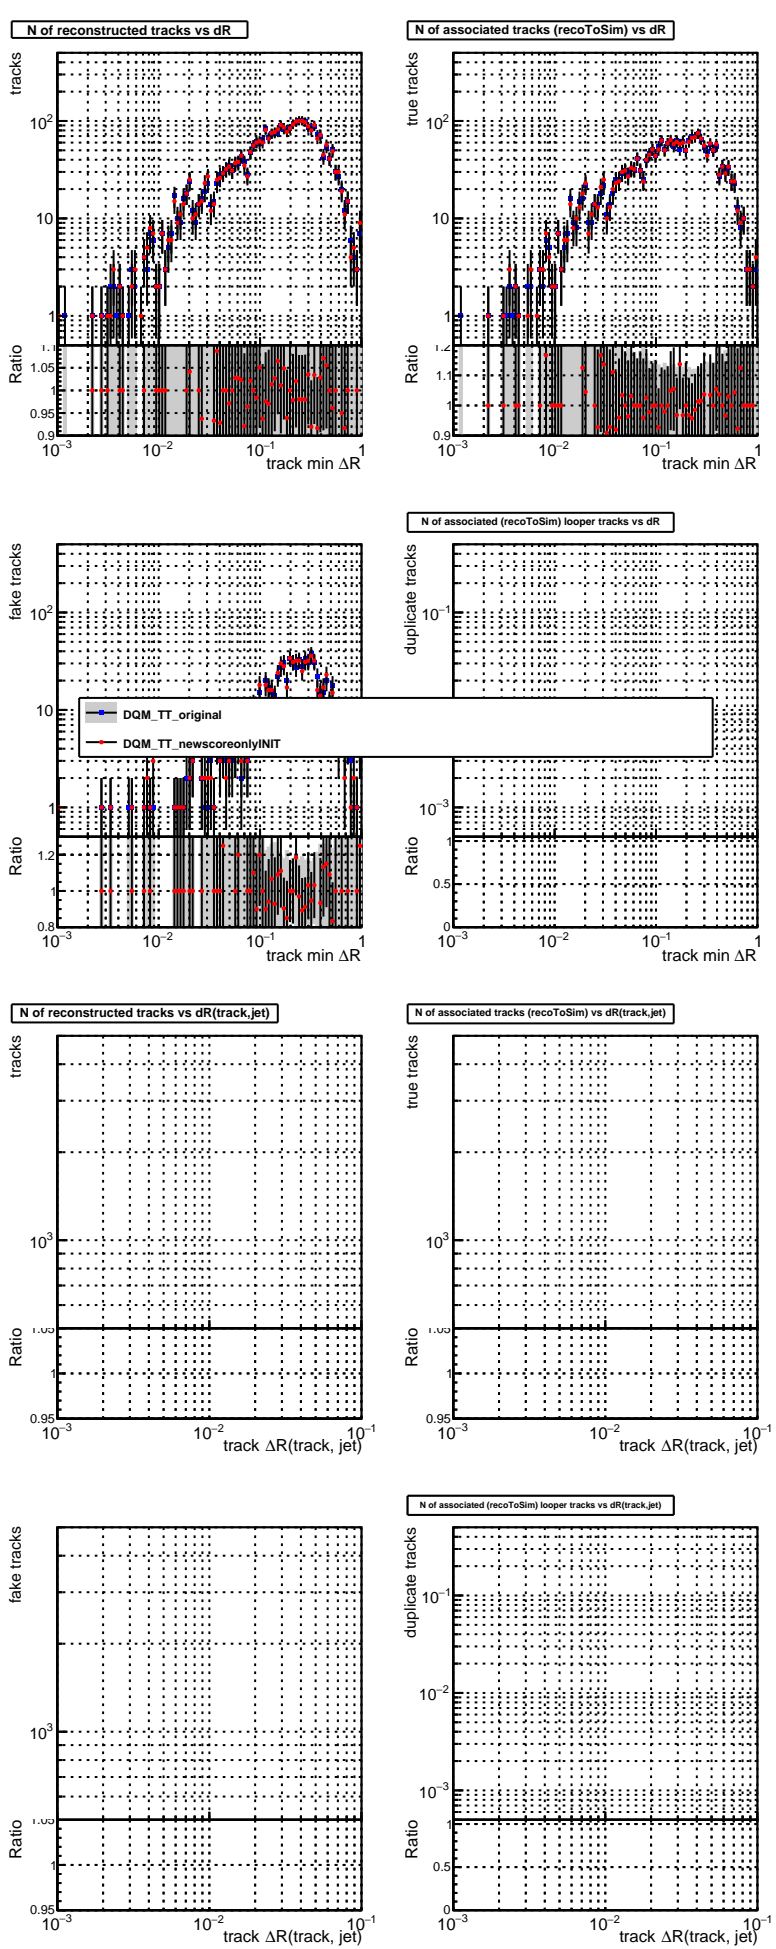 N of reconstructed tracks vs dR
tracks
10²
10
1
Ratio
1.1
1.05
1
0.95
0.9
10⁻³
10⁻²
10⁻¹
1
track min ΔR
N of associated tracks (recoToSim) vs dR
true tracks
10²
10
1
Ratio
1.2
1.1
1
0.9
10⁻³
10⁻²
10⁻¹
1
track min ΔR
fake tracks
10²
10
1
Ratio
1.2
1
0.8
10⁻³
10⁻²
10⁻¹
1
track min ΔR
N of associated (recoToSim) looper tracks vs dR
duplicate tracks
10⁻¹
10⁻³
Ratio
1
0.5
0
10⁻³
10⁻²
10⁻¹
1
track min ΔR
DQM_TT_original
DQM_TT_newscoreonlyINIT
N of reconstructed tracks vs dR(track,jet)
tracks
10³
Ratio
1.05
1
0.95
10⁻³
10⁻²
10⁻¹
track ΔR(track, jet)
N of associated tracks (recoToSim) vs dR(track,jet)
true tracks
10³
Ratio
1.05
1
0.95
10⁻³
10⁻²
10⁻¹
track ΔR(track, jet)
fake tracks
10³
Ratio
1.05
1
0.95
10⁻³
10⁻²
10⁻¹
track ΔR(track, jet)
N of associated (recoToSim) looper tracks vs dR(track,jet)
duplicate tracks
10⁻¹
10⁻²
10⁻³
Ratio
1
0.5
0
10⁻³
10⁻²
10⁻¹
track ΔR(track, jet)